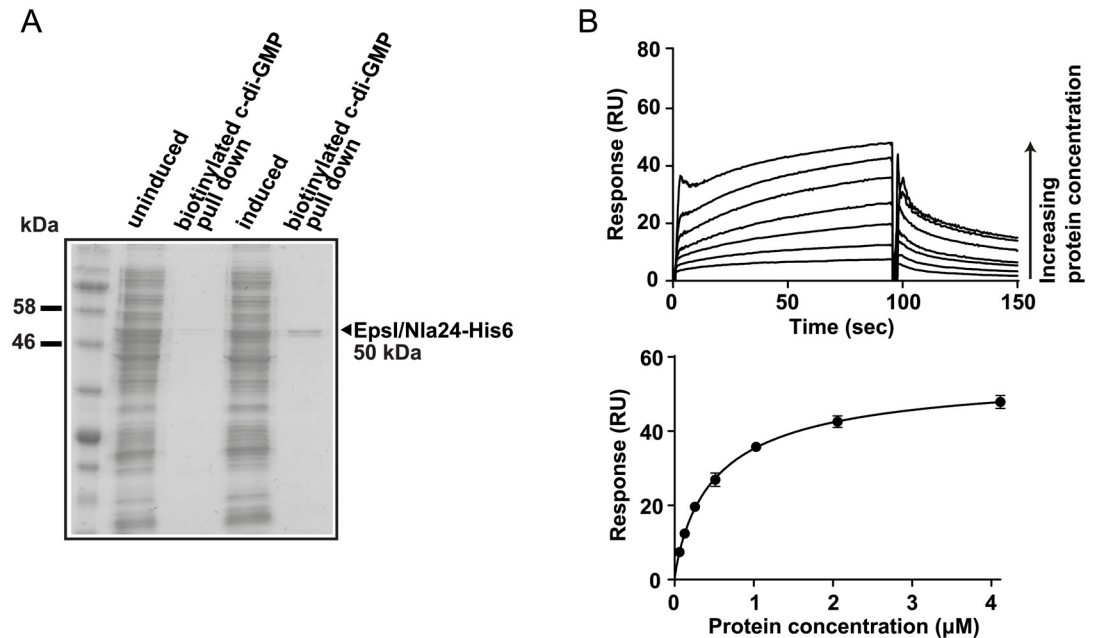 A
uninduced
biotinylated c-di-GMP
pull down
induced
biotinylated c-di-GMP
pull down
kDa
58
46
EpsI/Nla24-His6
50 kDa
B
80
60
40
20
0
Response (RU)
0 50 100 150
Time (sec)
Increasing
protein concentration
60
40
20
0
Response (RU)
0 1 2 3 4
Protein concentration (µM)